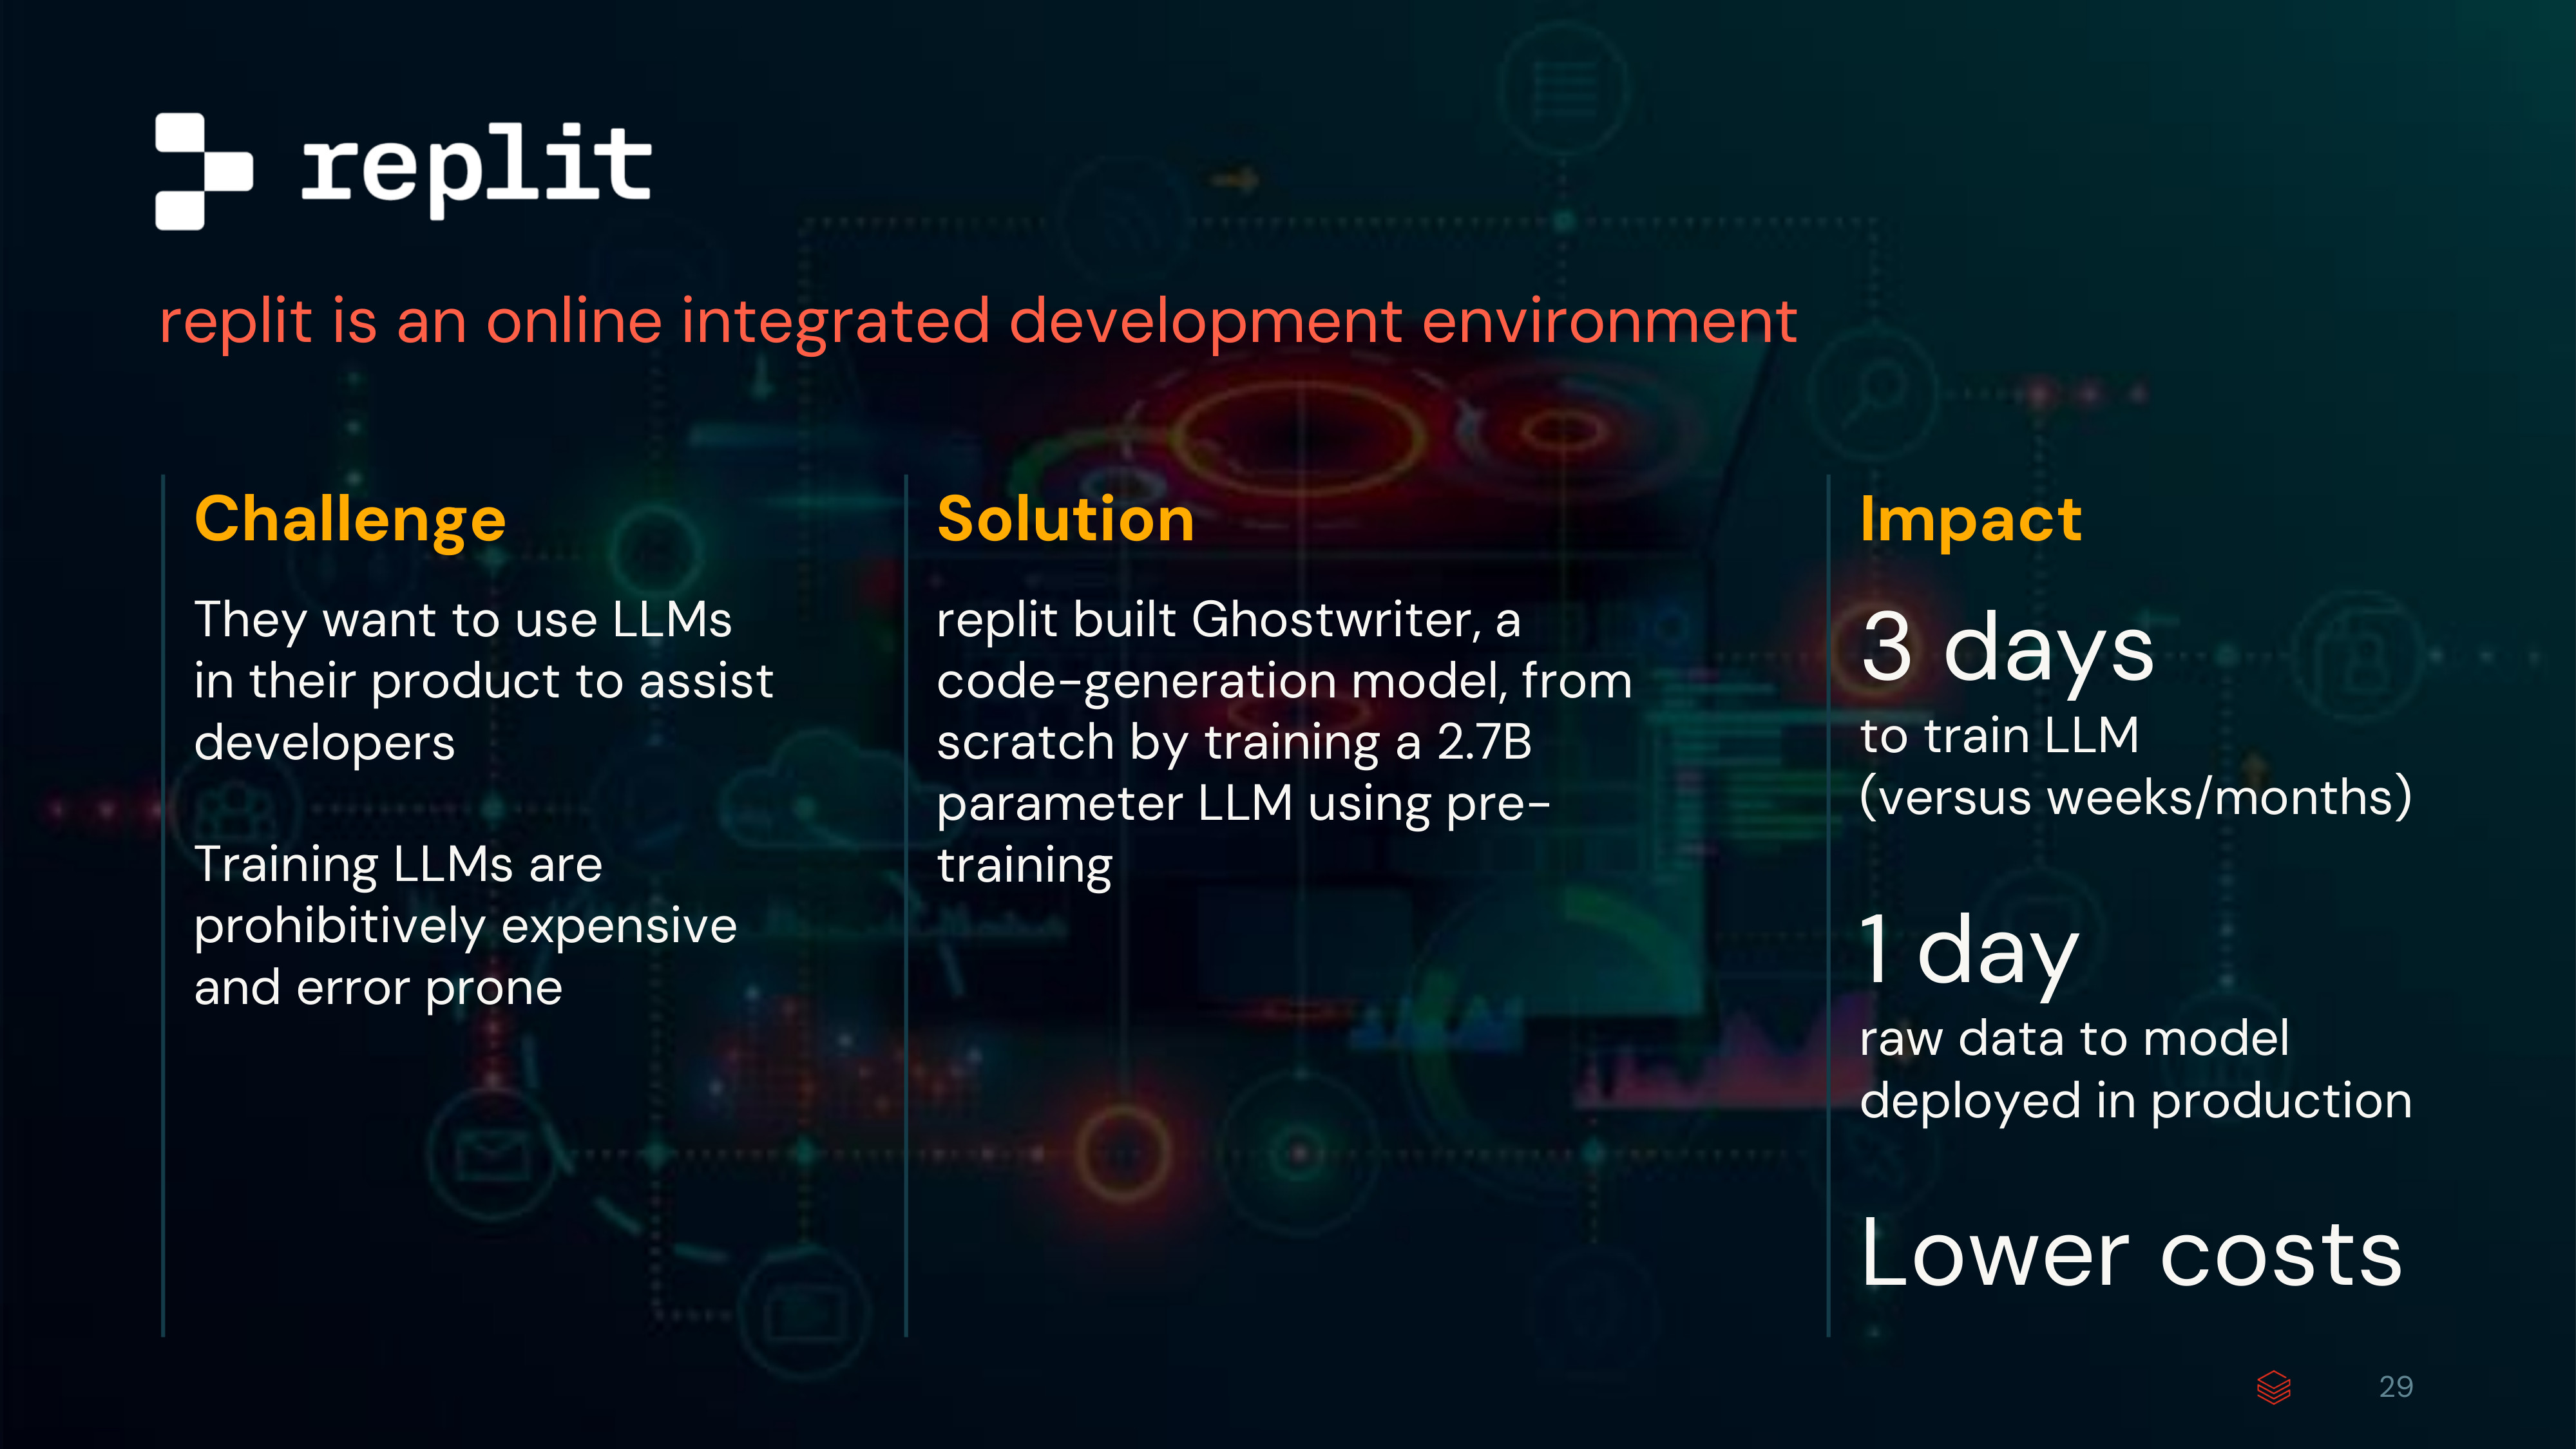 replit
replit is an online integrated development environment
Challenge
They want to use LLMs
in their product to assist
developers
Training LLMs are
prohibitively expensive
and error prone
Solution
replit built Ghostwriter, a
code-generation model, from
scratch by training a 2.7B
parameter LLM using pre-
training
Impact
3 days
to train LLM
(versus weeks/months)
1 day
raw data to model
deployed in production
Lower costs
29